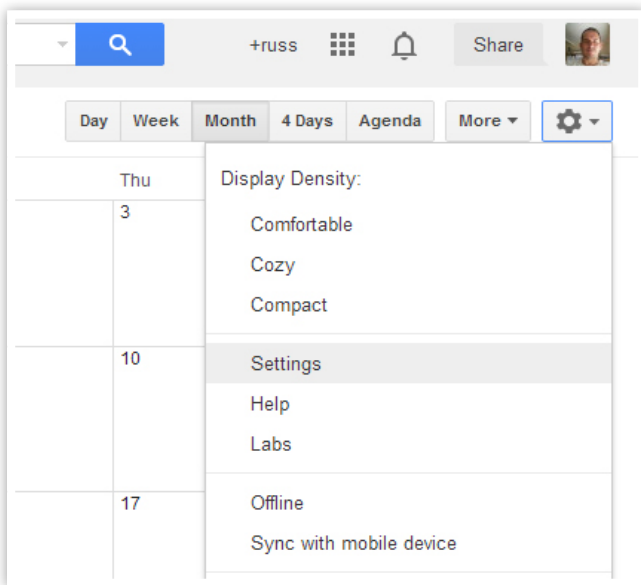 +russ Share
Day Week Month 4 Days Agenda More
Thu
Display Density:
3
Comfortable
Cozy
Compact
10
Settings
Help
Labs
17
Offline
Sync with mobile device